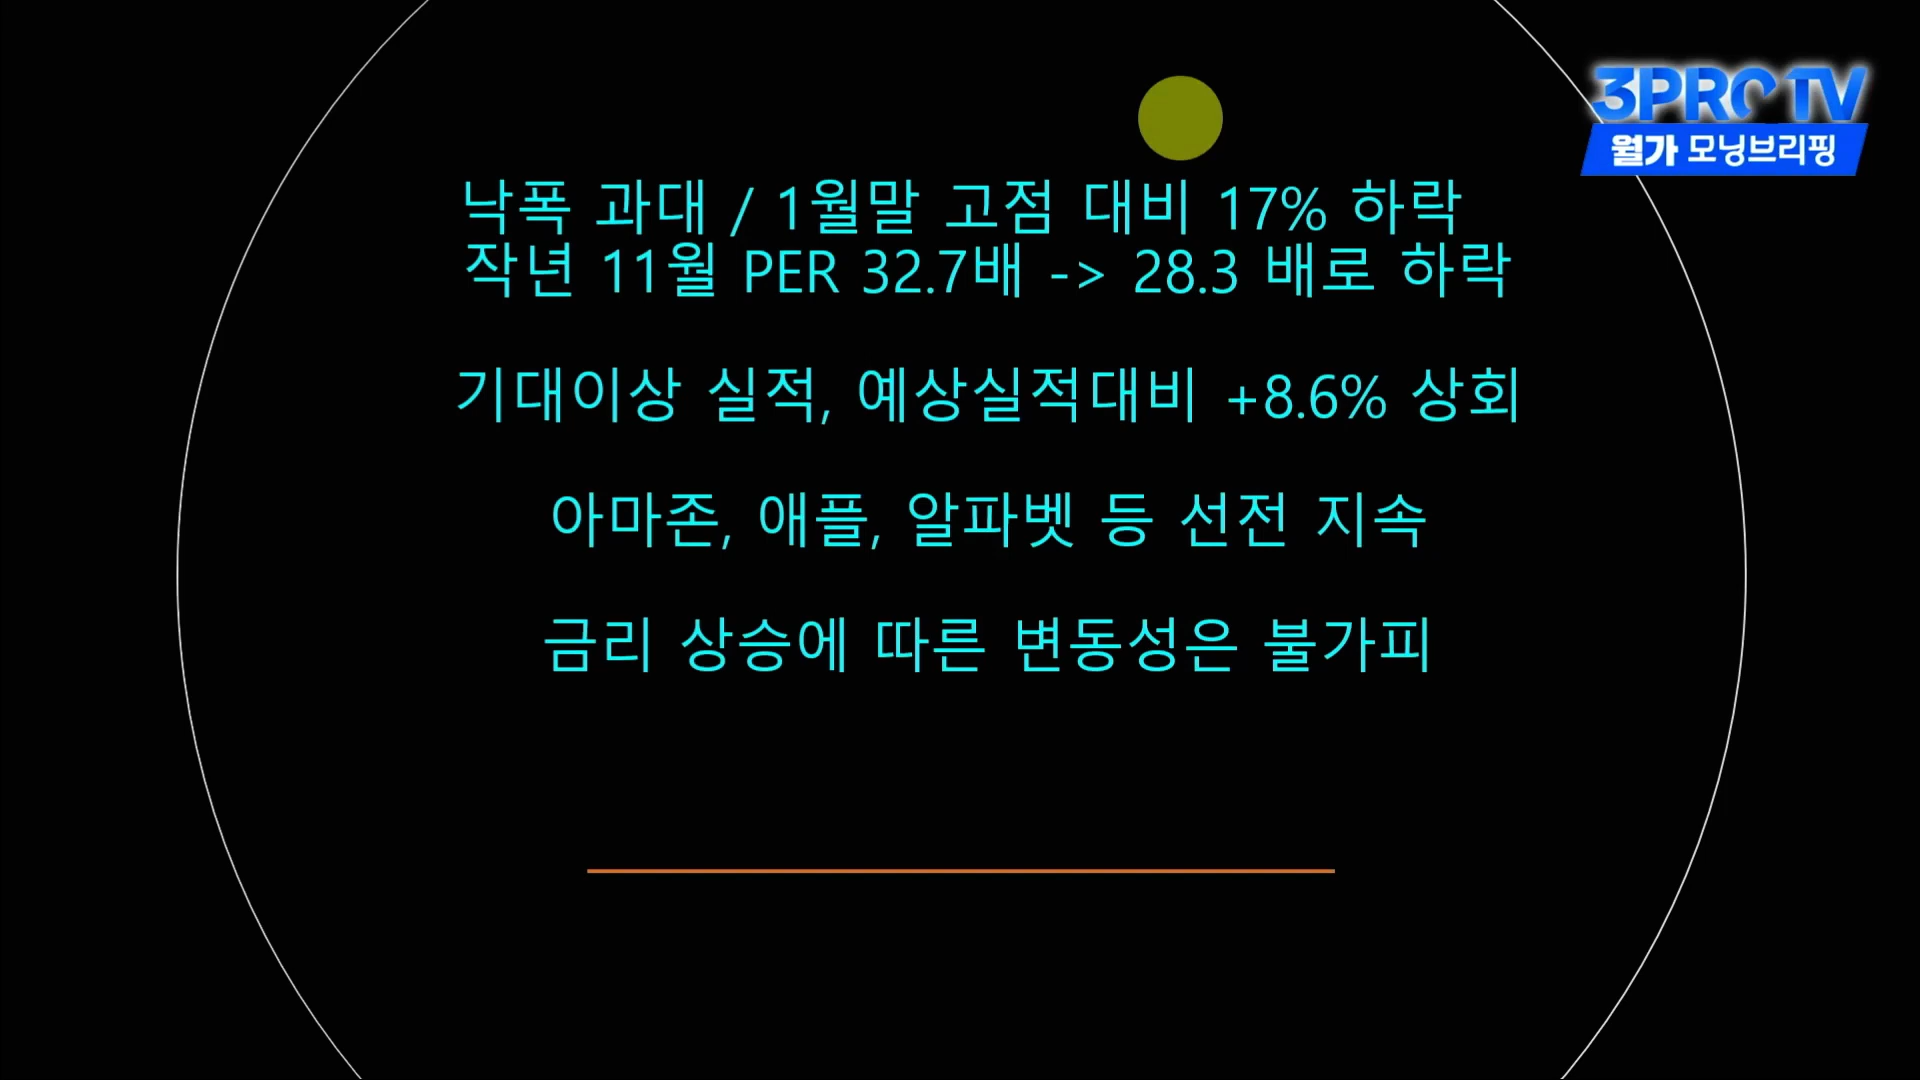 3PROTV
월가 모닝브리핑
낙폭 과대 / 1월말 고점 대비 17% 하락
작년 11월 PER 32.7배 -> 28.3 배로 하락
기대이상 실적, 예상실적대비 +8.6% 상회
아마존, 애플, 알파벳 등 선전 지속
금리 상승에 따른 변동성은 불가피